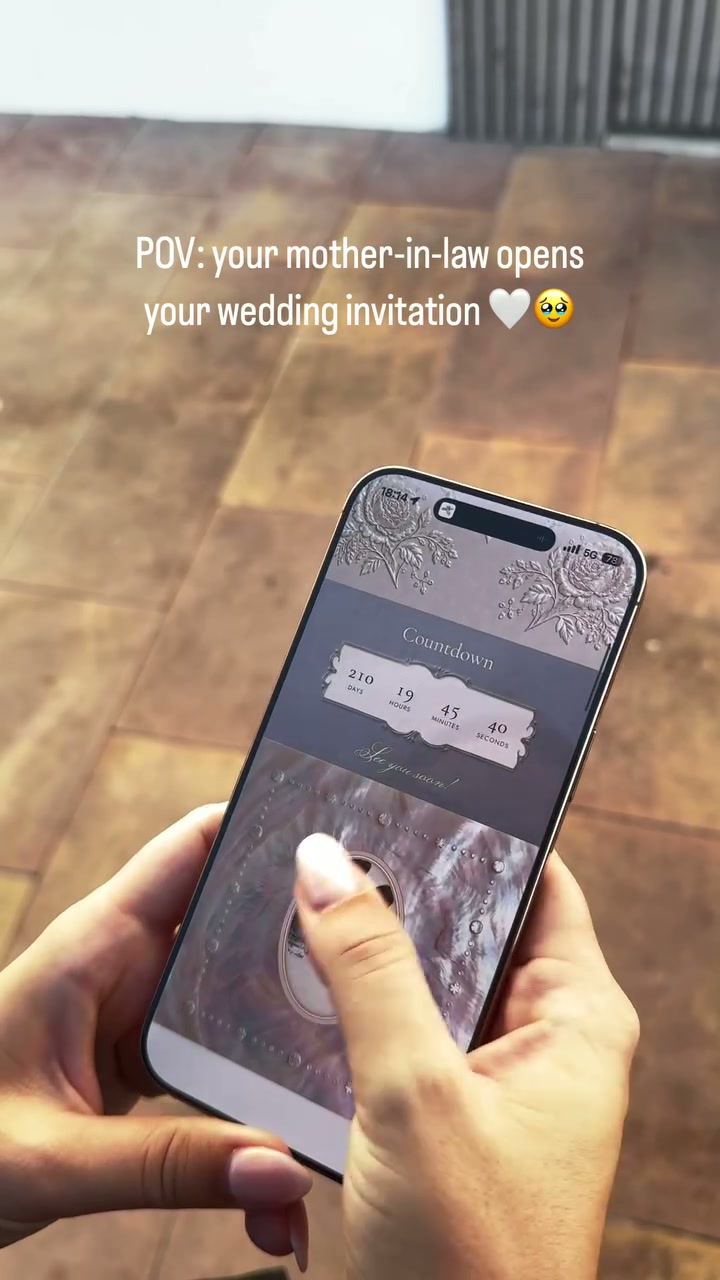 POV: your mother-in-law opens
your wedding invitation 🤍🥹
18:14
5G 78
Countdown
210 19 45 40
DAYS HOURS MINUTES SECONDS
See you soon!